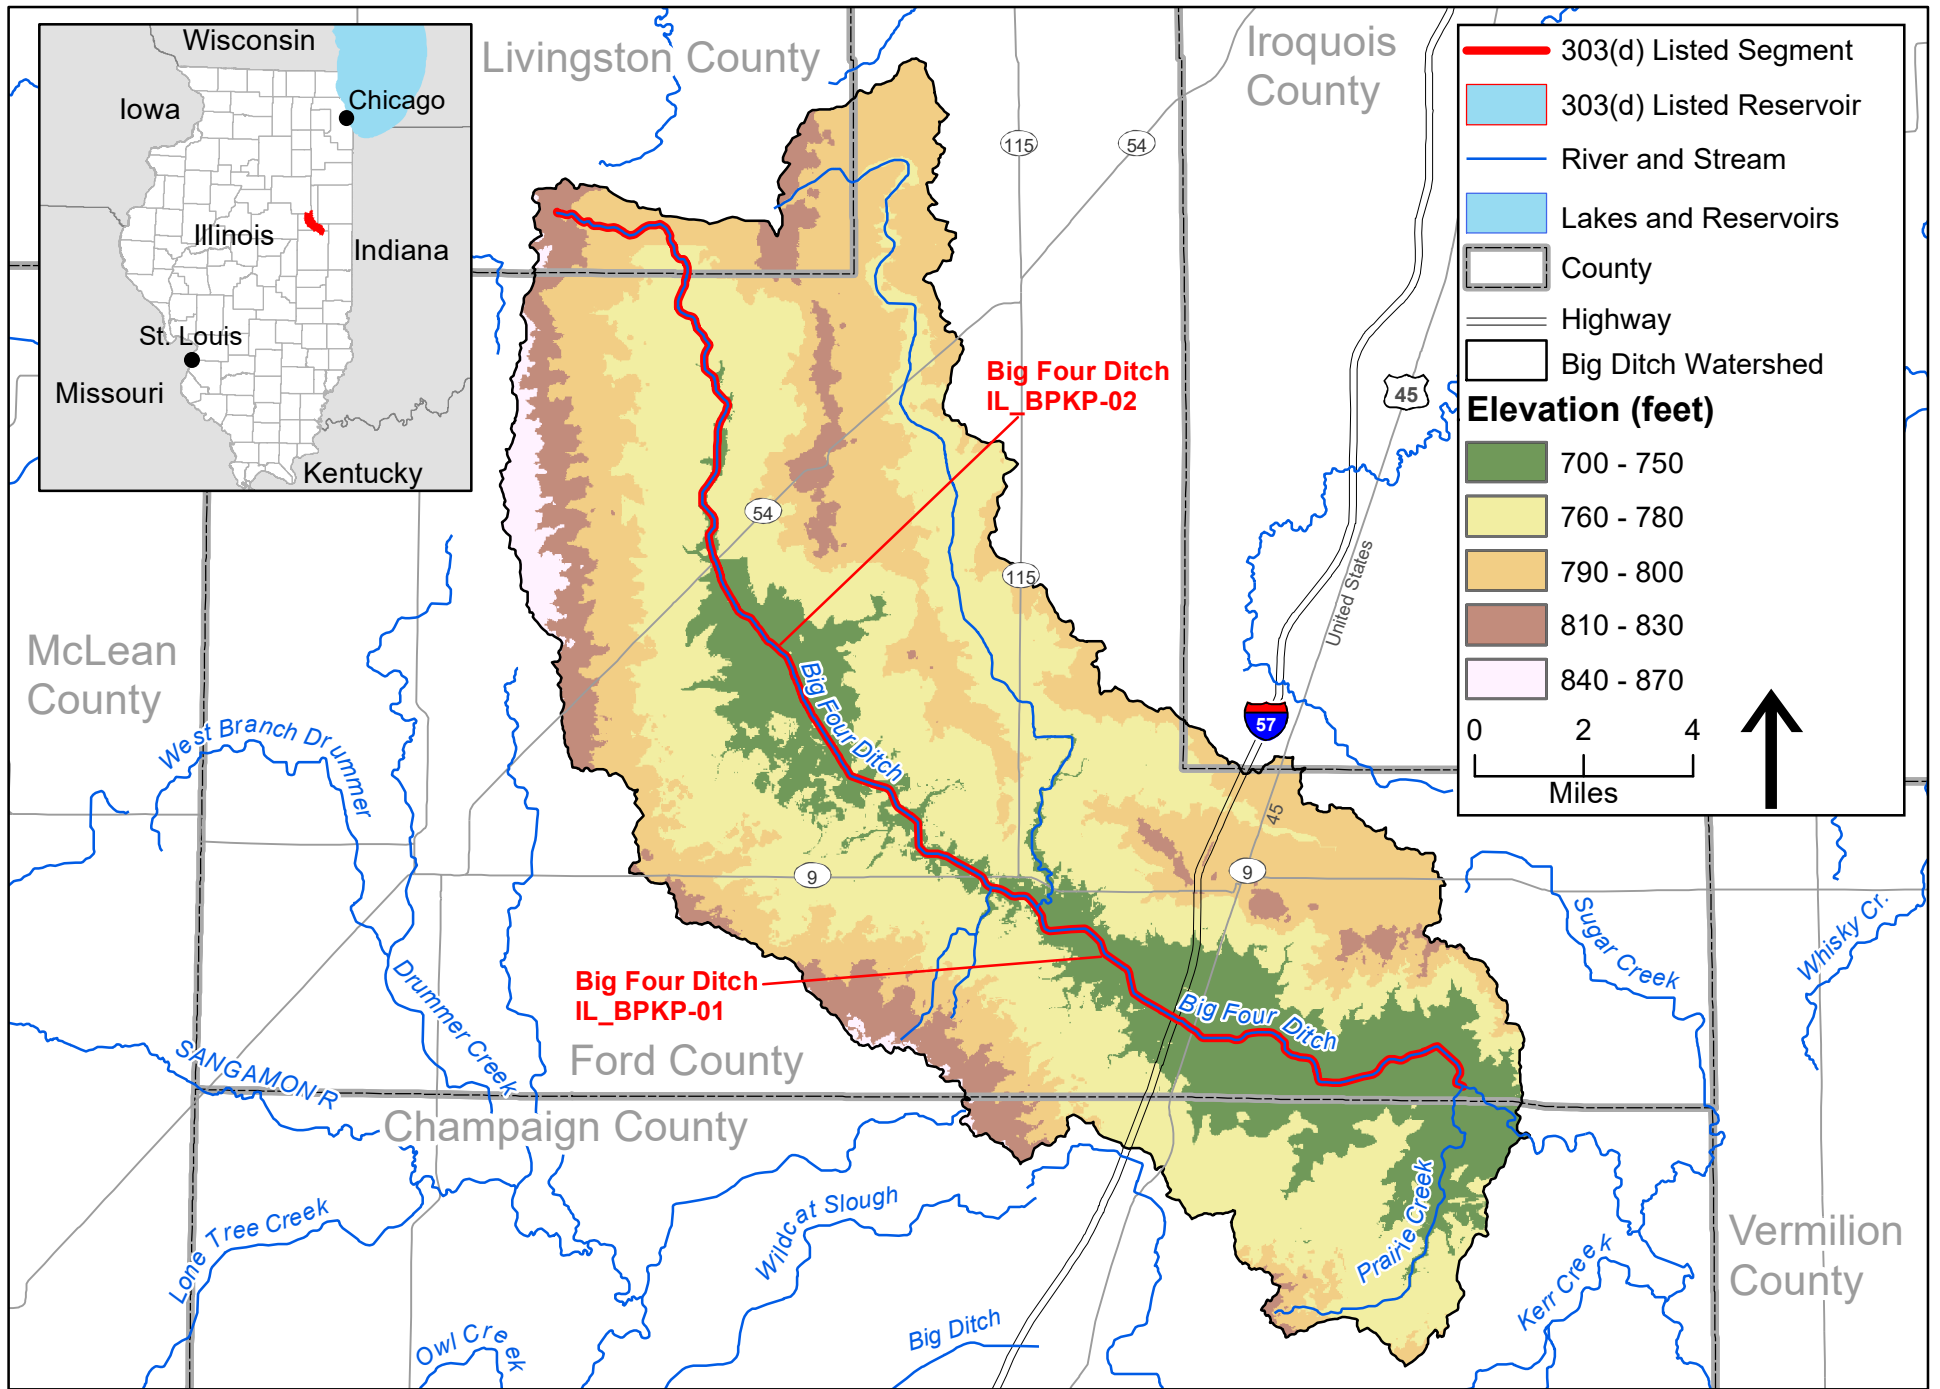 Wisconsin
Iowa
Chicago
Illinois
Indiana
St. Louis
Missouri
Kentucky
Livingston County
Iroquois
County
303(d) Listed Segment
303(d) Listed Reservoir
River and Stream
Lakes and Reservoirs
County
Highway
Big Ditch Watershed
Elevation (feet)
700 - 750
760 - 780
790 - 800
810 - 830
840 - 870
0 2 4
Miles
115
54
45
Big Four Ditch
IL_BPKP-02
54
115
United States
McLean
County
57
Big Four Ditch
West Branch Drummer
45
9
9
Sugar Creek
Whisky Cr.
Drummer Creek
Big Four Ditch
IL_BPKP-01
Big Four Ditch
SANGAMON R
Ford County
Champaign County
Lone Tree Creek
Wildcat Slough
Prairie Creek
Kerr Creek
Vermilion
County
Owl Creek
Big Ditch